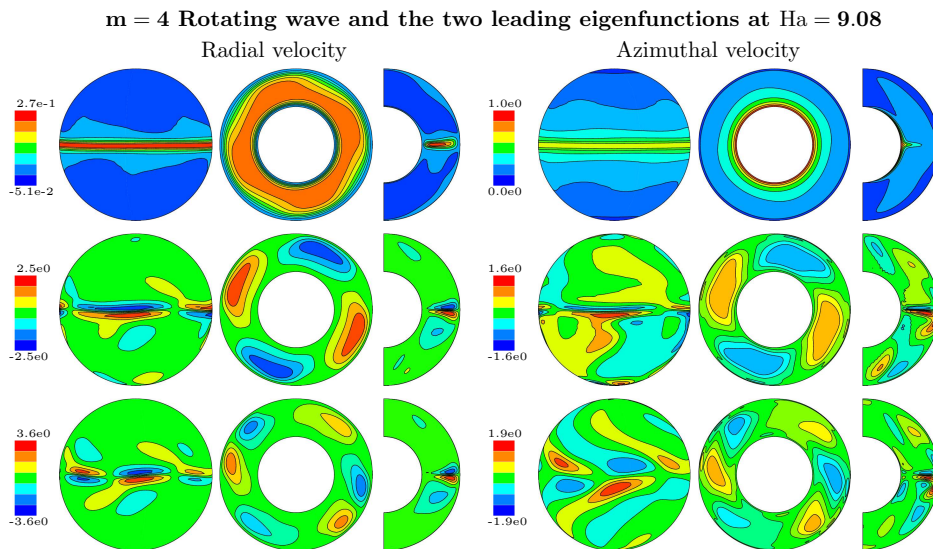 m = 4 Rotating wave and the two leading eigenfunctions at Ha = 9.08
Radial velocity
Azimuthal velocity
2.7e-1
-5.1e-2
1.0e0
0.0e0
2.5e0
-2.5e0
1.6e0
-1.6e0
3.6e0
-3.6e0
1.9e0
-1.9e0